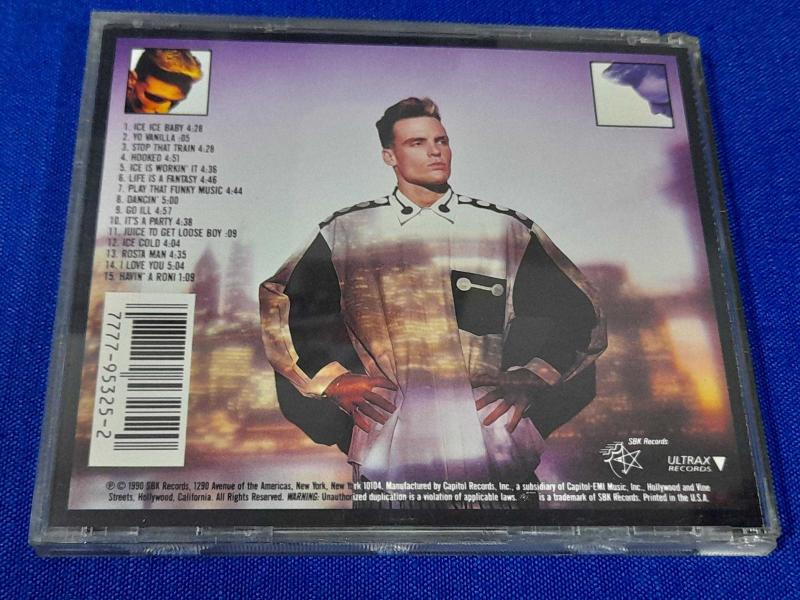 1. ICE ICE BABY 4:28
2. YO VANILLA :05
3. STOP THAT TRAIN 4:28
4. HOOKED 4:51
5. ICE IS WORKIN' IT 4:36
6. LIFE IS A FANTASY 4:46
7. PLAY THAT FUNKY MUSIC 4:44
8. DANCIN' 5:00
9. GO ILL 4:57
10. IT'S A PARTY 4:38
11. JUICE TO GET LOOSE BOY :09
12. ICE COLD 4:04
13. ROSTA MAN 4:35
14. I LOVE YOU 5:04
15. HAVIN' A RONI 1:09
7777-95325-2
SBK Records
SBK
ULTRAX
RECORDS
℗ © 1990 SBK Records, 1290 Avenue of the Americas, New York, New York 10104. Manufactured by Capitol Records, Inc., a subsidiary of Capitol-EMI Music, Inc., Hollywood and Vine
Streets, Hollywood, California. All Rights Reserved. WARNING: Unauthorized duplication is a violation of applicable laws. is a trademark of SBK Records. Printed in the U.S.A.